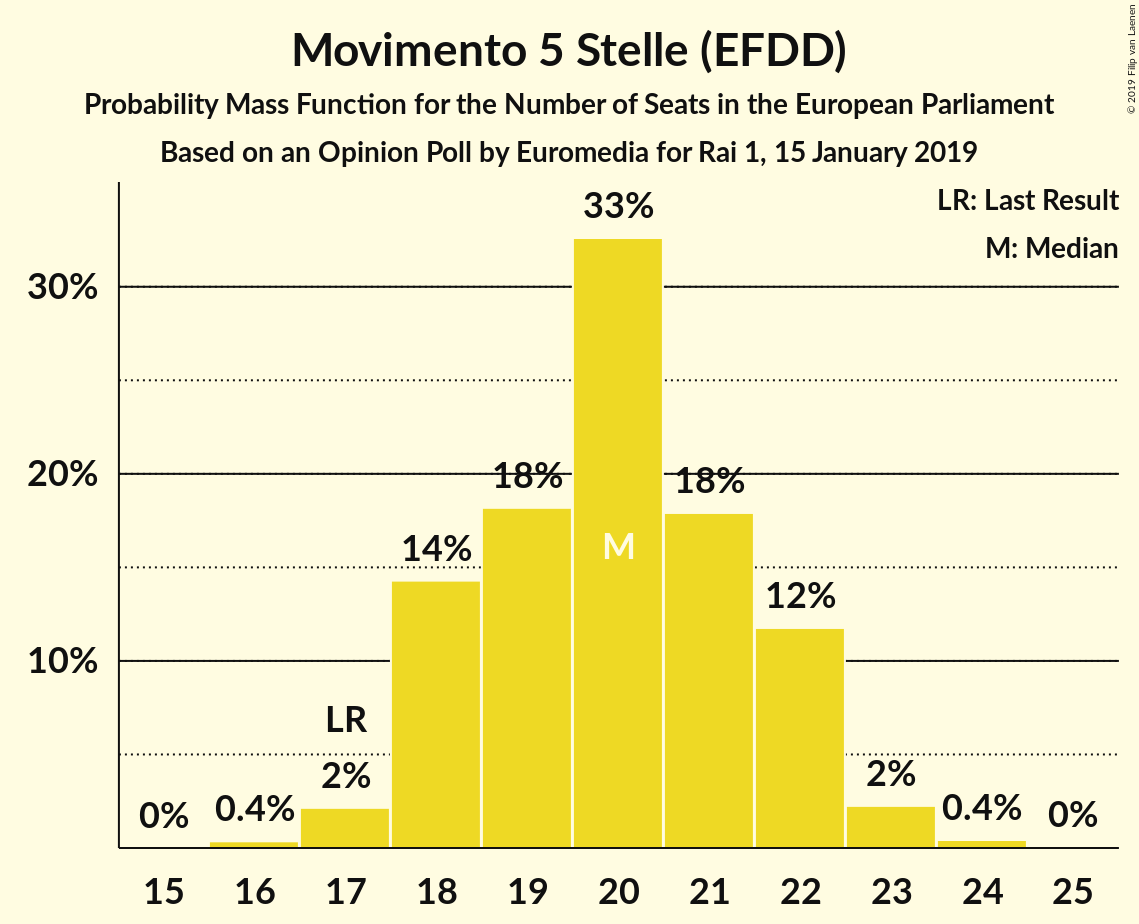 Movimento 5 Stelle (EFDD)
Probability Mass Function for the Number of Seats in the European Parliament
Based on an Opinion Poll by Euromedia for Rai 1, 15 January 2019
© 2019 Filip van Laenen
LR: Last Result
M: Median
30%
20%
10%
0%
0.4%
LR
2%
14%
18%
33%
M
18%
12%
2%
0.4%
0%
15 16 17 18 19 20 21 22 23 24 25